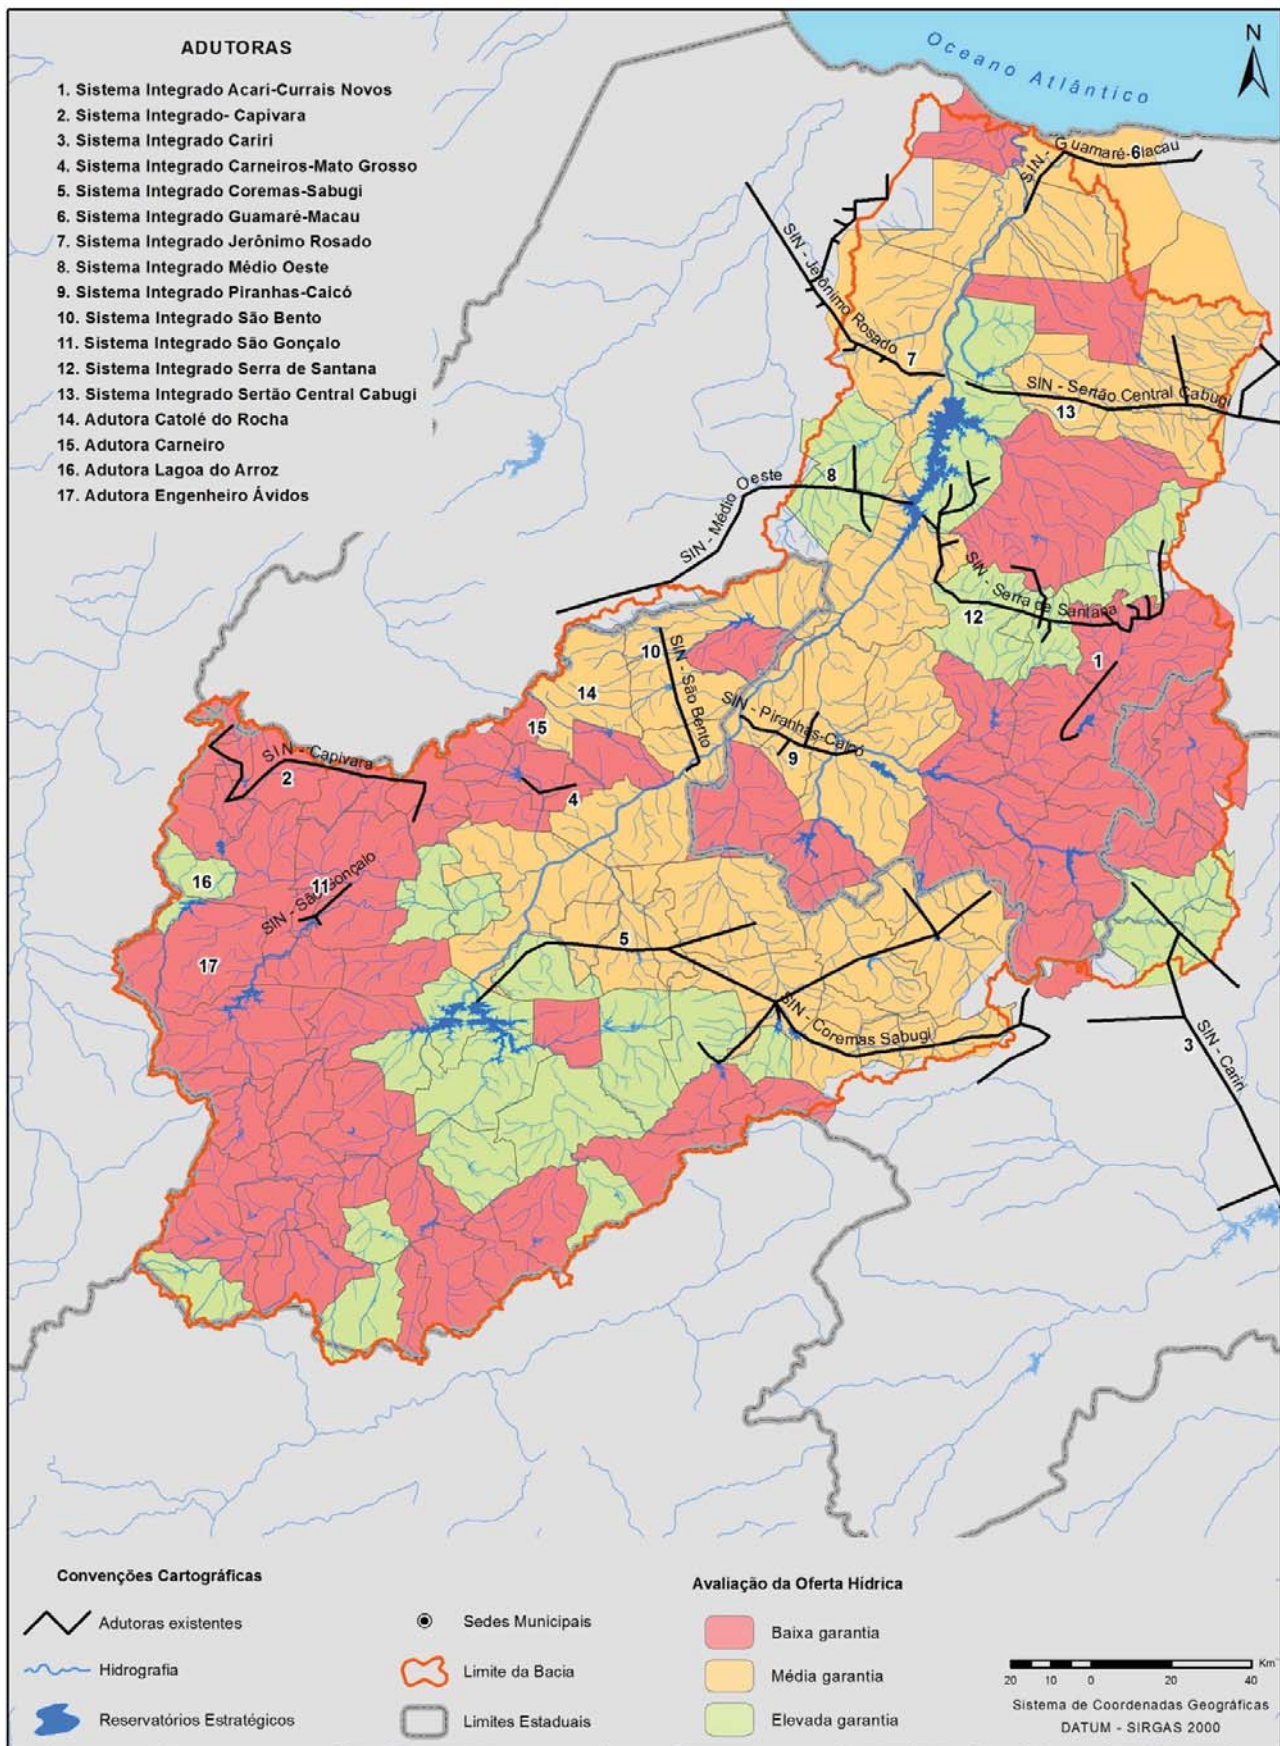 ADUTORAS
1. Sistema Integrado Acari-Currais Novos
2. Sistema Integrado- Capivara
3. Sistema Integrado Cariri
4. Sistema Integrado Carneiros-Mato Grosso
5. Sistema Integrado Coremas-Sabugi
6. Sistema Integrado Guamaré-Macau
7. Sistema Integrado Jerônimo Rosado
8. Sistema Integrado Médio Oeste
9. Sistema Integrado Piranhas-Caicó
10. Sistema Integrado São Bento
11. Sistema Integrado São Gonçalo
12. Sistema Integrado Serra de Santana
13. Sistema Integrado Sertão Central Cabugi
14. Adutora Catolé do Rocha
15. Adutora Carneiro
16. Adutora Lagoa do Arroz
17. Adutora Engenheiro Ávidos
Oceano Atlântico
N
SIN - Guamaré-Macau
6
SIN - Jerônimo Rosado
7
SIN - Sertão Central Cabugi
13
SIN - Médio Oeste
8
SIN - Serra de Santana
12
1
10
SIN - São Bento
14
15
SIN - Piranhas-Caicó
9
SIN - Capivara
2
4
16
11
SIN - São Gonçalo
17
5
SIN - Coremas Sabugi
3
SIN - Cariri
Convenções Cartográficas
Adutoras existentes
Hidrografia
Reservatórios Estratégicos
Sedes Municipais
Limite da Bacia
Limites Estaduais
Avaliação da Oferta Hídrica
Baixa garantia
Média garantia
Elevada garantia
Km
20 10 0 20 40
Sistema de Coordenadas Geográficas
DATUM - SIRGAS 2000